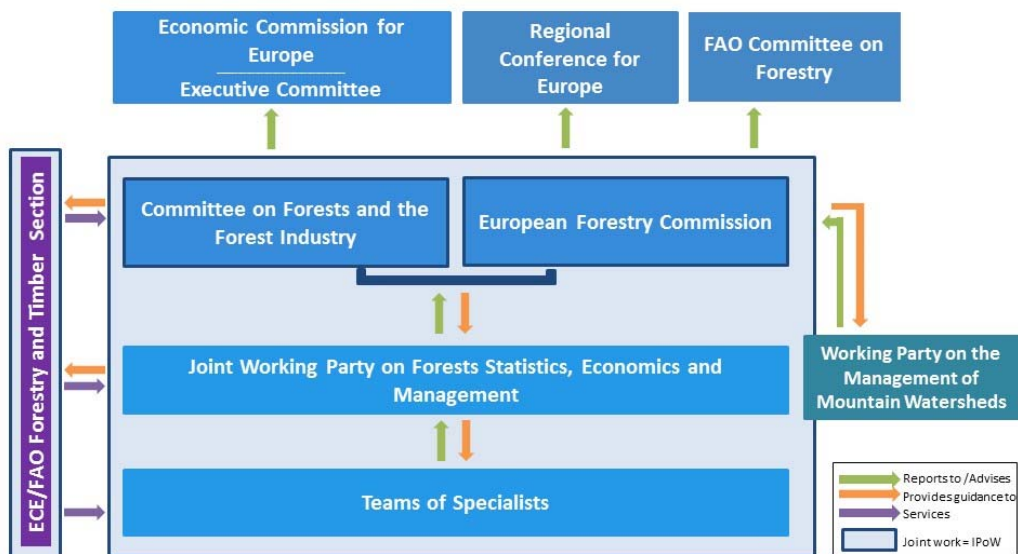 Economic Commission for
Europe
Executive Committee
Regional
Conference for
Europe
FAO Committee on
Forestry
ECE/FAO Forestry and Timber Section
Committee on Forests and the
Forest Industry
European Forestry Commission
Joint Working Party on Forests Statistics, Economics and
Management
Working Party on the
Management of
Mountain Watersheds
Teams of Specialists
Reports to /Advises
Provides guidance to
Services
Joint work = IPoW